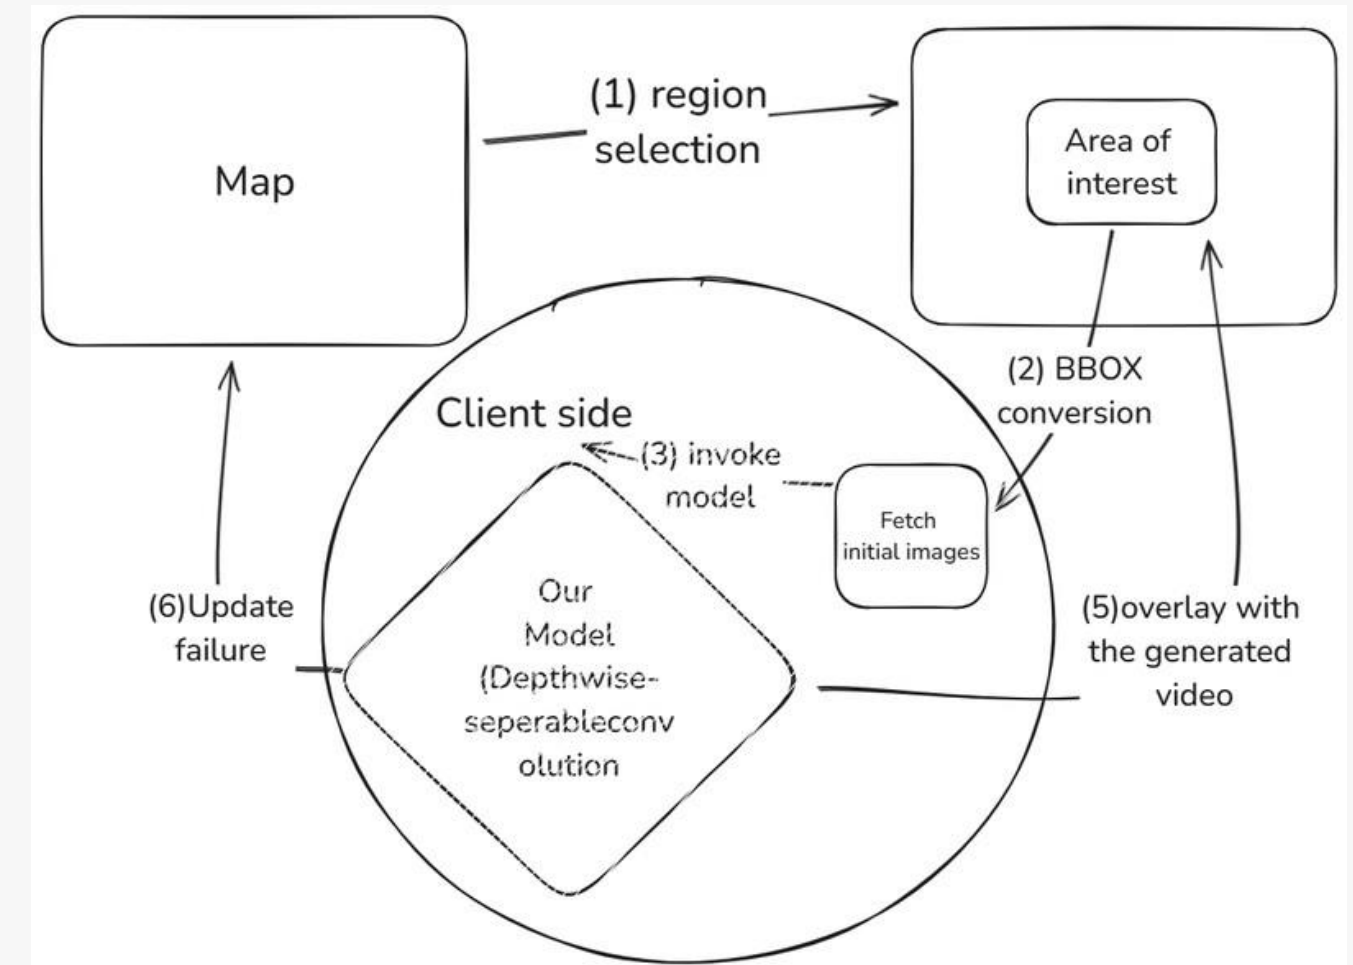 Map
(1) region
selection
Area of
interest
(2) BBOX
conversion
Client side
(3) invoke
model
Fetch
initial images
Our
Model
(Depthwise-
seperableconv
olution
(5)overlay with
the generated
video
(6)Update
failure